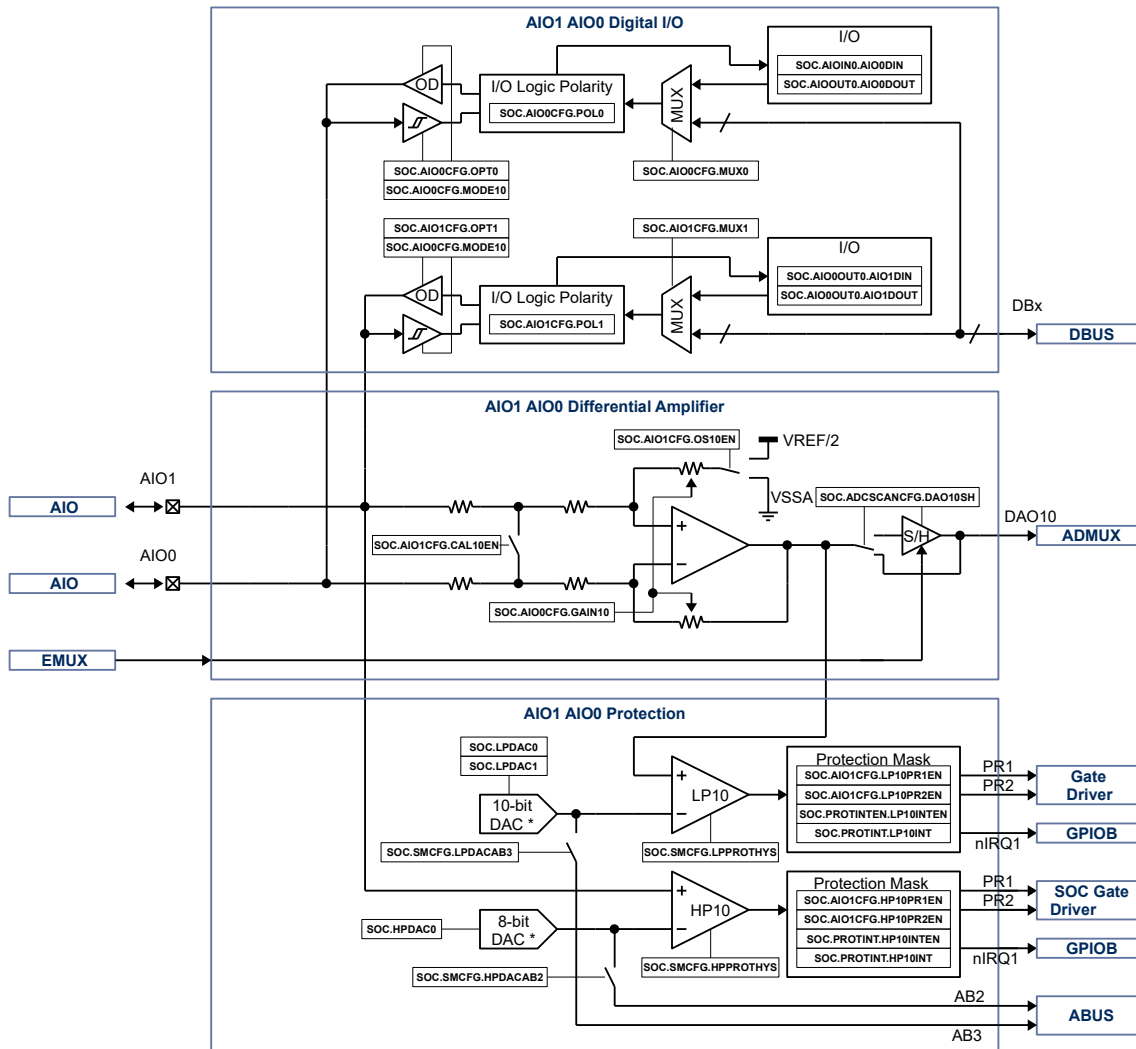 AIO1 AIO0 Digital I/O
I/O
SOC.AIOIN0.AIO0DIN
SOC.AIOOUT0.AIO0DOUT
OD
I/O Logic Polarity
SOC.AIO0CFG.POL0
MUX
SOC.AIO0CFG.OPT0
SOC.AIO0CFG.MODE10
SOC.AIO0CFG.MUX0
SOC.AIO1CFG.OPT1
SOC.AIO0CFG.MODE10
SOC.AIO1CFG.MUX1
I/O
SOC.AIO0OUT0.AIO1DIN
SOC.AIO0OUT0.AIO1DOUT
OD
I/O Logic Polarity
SOC.AIO1CFG.POL1
MUX
DBx
DBUS
AIO1 AIO0 Differential Amplifier
SOC.AIO1CFG.OS10EN
VREF/2
VSSA
SOC.ADCSCANCFG.DAO10SH
AIO1
AIO
DAO10
S/H
ADMUX
+
SOC.AIO1CFG.CAL10EN
AIO0
AIO
−
SOC.AIO0CFG.GAIN10
EMUX
AIO1 AIO0 Protection
SOC.LPDAC0
SOC.LPDAC1
10-bit
DAC *
+
−
LP10
Protection Mask
SOC.AIO1CFG.LP10PR1EN
SOC.AIO1CFG.LP10PR2EN
SOC.PROTINTEN.LP10INTEN
SOC.PROTINT.LP10INT
PR1
PR2
Gate
Driver
nIRQ1
GPIOB
SOC.SMCFG.LPDACAB3
SOC.SMCFG.LPPROTHYS
SOC.HPDAC0
8-bit
DAC *
+
−
HP10
Protection Mask
SOC.AIO1CFG.HP10PR1EN
SOC.AIO1CFG.HP10PR2EN
SOC.PROTINT.HP10INTEN
SOC.PROTINT.HP10INT
PR1
PR2
SOC Gate
Driver
nIRQ1
GPIOB
SOC.SMCFG.HPDACAB2
SOC.SMCFG.HPPROTHYS
AB2
AB3
ABUS